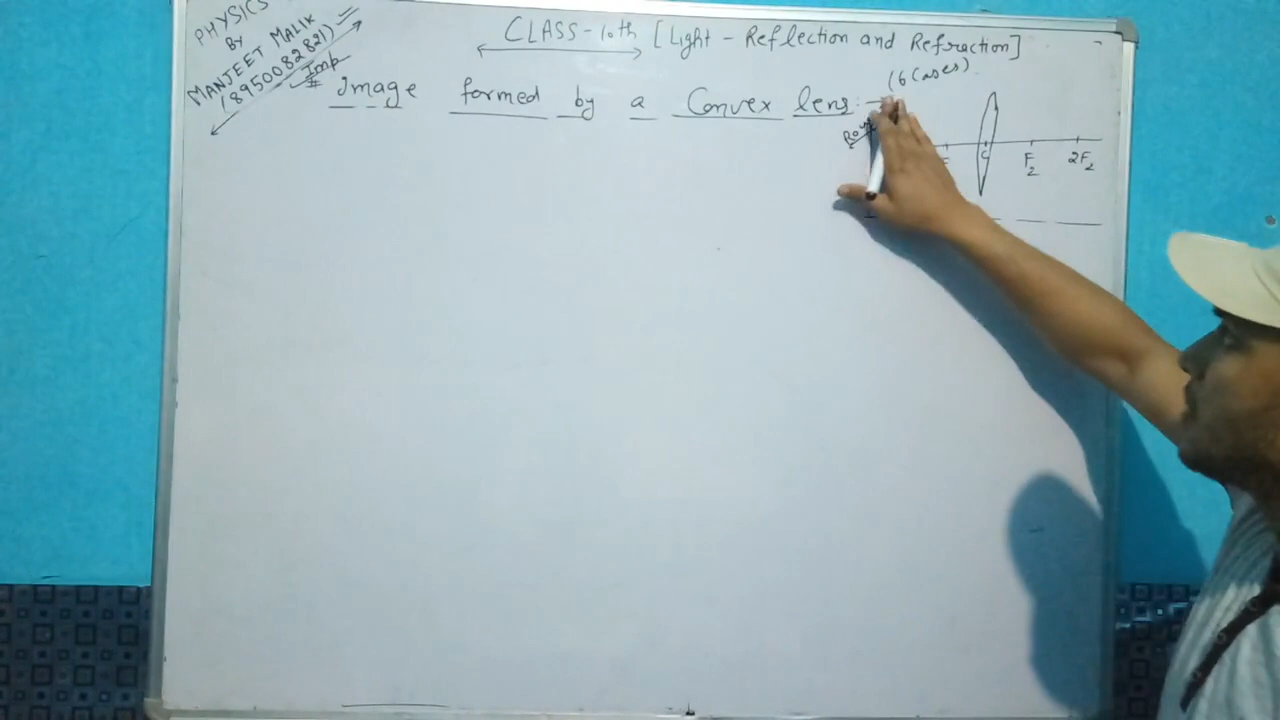 PHYSICS
BY
MANJEET MALIK
(8950082821)
CLASS-10th [Light - Reflection and Refraction]
Imp
# Image formed by a Convex lens:-
(6 Cases)
C F2 2F2